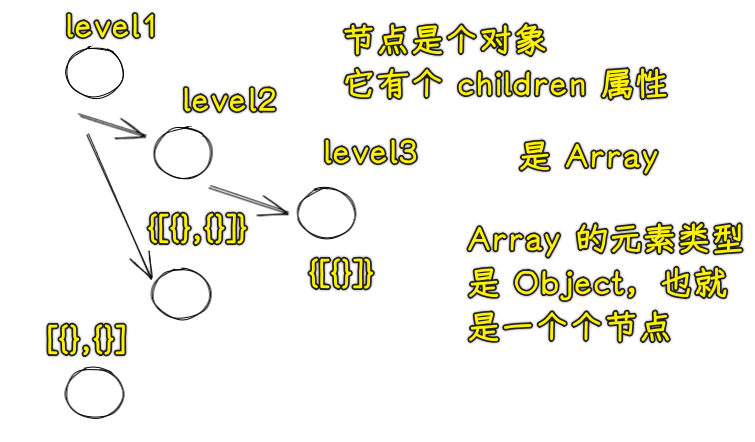 level1
节点是个对象
它有个 children 属性
level2
level3
是 Array
{[{},{}]}
Array 的元素类型
是 Object，也就
是一个个节点
{[{}]}
[{},{}]